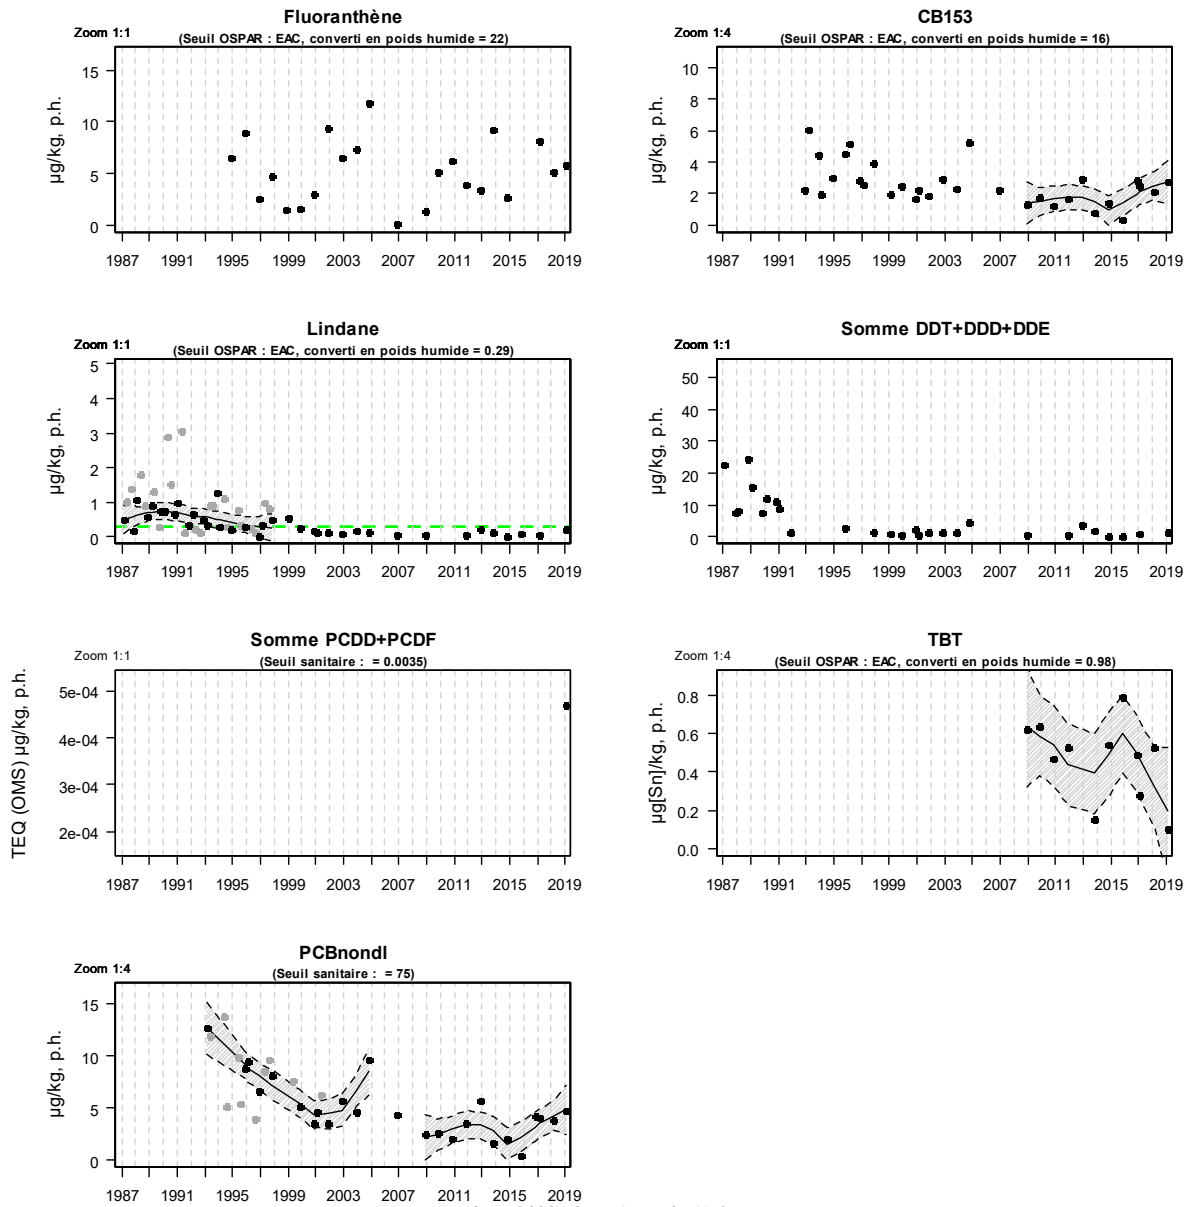 Fluoranthène
Zoom 1:1
(Seuil OSPAR : EAC, converti en poids humide = 22)
µg/kg, p.h.
15
10
5
0
1987 1991 1995 1999 2003 2007 2011 2015 2019
CB153
Zoom 1:4
(Seuil OSPAR : EAC, converti en poids humide = 16)
µg/kg, p.h.
10
8
6
4
2
0
1987 1991 1995 1999 2003 2007 2011 2015 2019
Lindane
Zoom 1:1
(Seuil OSPAR : EAC, converti en poids humide = 0.29)
µg/kg, p.h.
5
4
3
2
1
0
1987 1991 1995 1999 2003 2007 2011 2015 2019
Somme DDT+DDD+DDE
Zoom 1:1
µg/kg, p.h.
50
40
30
20
10
0
1987 1991 1995 1999 2003 2007 2011 2015 2019
Somme PCDD+PCDF
Zoom 1:1
(Seuil sanitaire : = 0.0035)
TEQ (OMS) µg/kg, p.h.
5e-04
4e-04
3e-04
2e-04
1987 1991 1995 1999 2003 2007 2011 2015 2019
TBT
Zoom 1:4
(Seuil OSPAR : EAC, converti en poids humide = 0.98)
µg[Sn]/kg, p.h.
0.8
0.6
0.4
0.2
0.0
1987 1991 1995 1999 2003 2007 2011 2015 2019
PCBnondl
Zoom 1:4
(Seuil sanitaire : = 75)
µg/kg, p.h.
15
10
5
0
1987 1991 1995 1999 2003 2007 2011 2015 2019